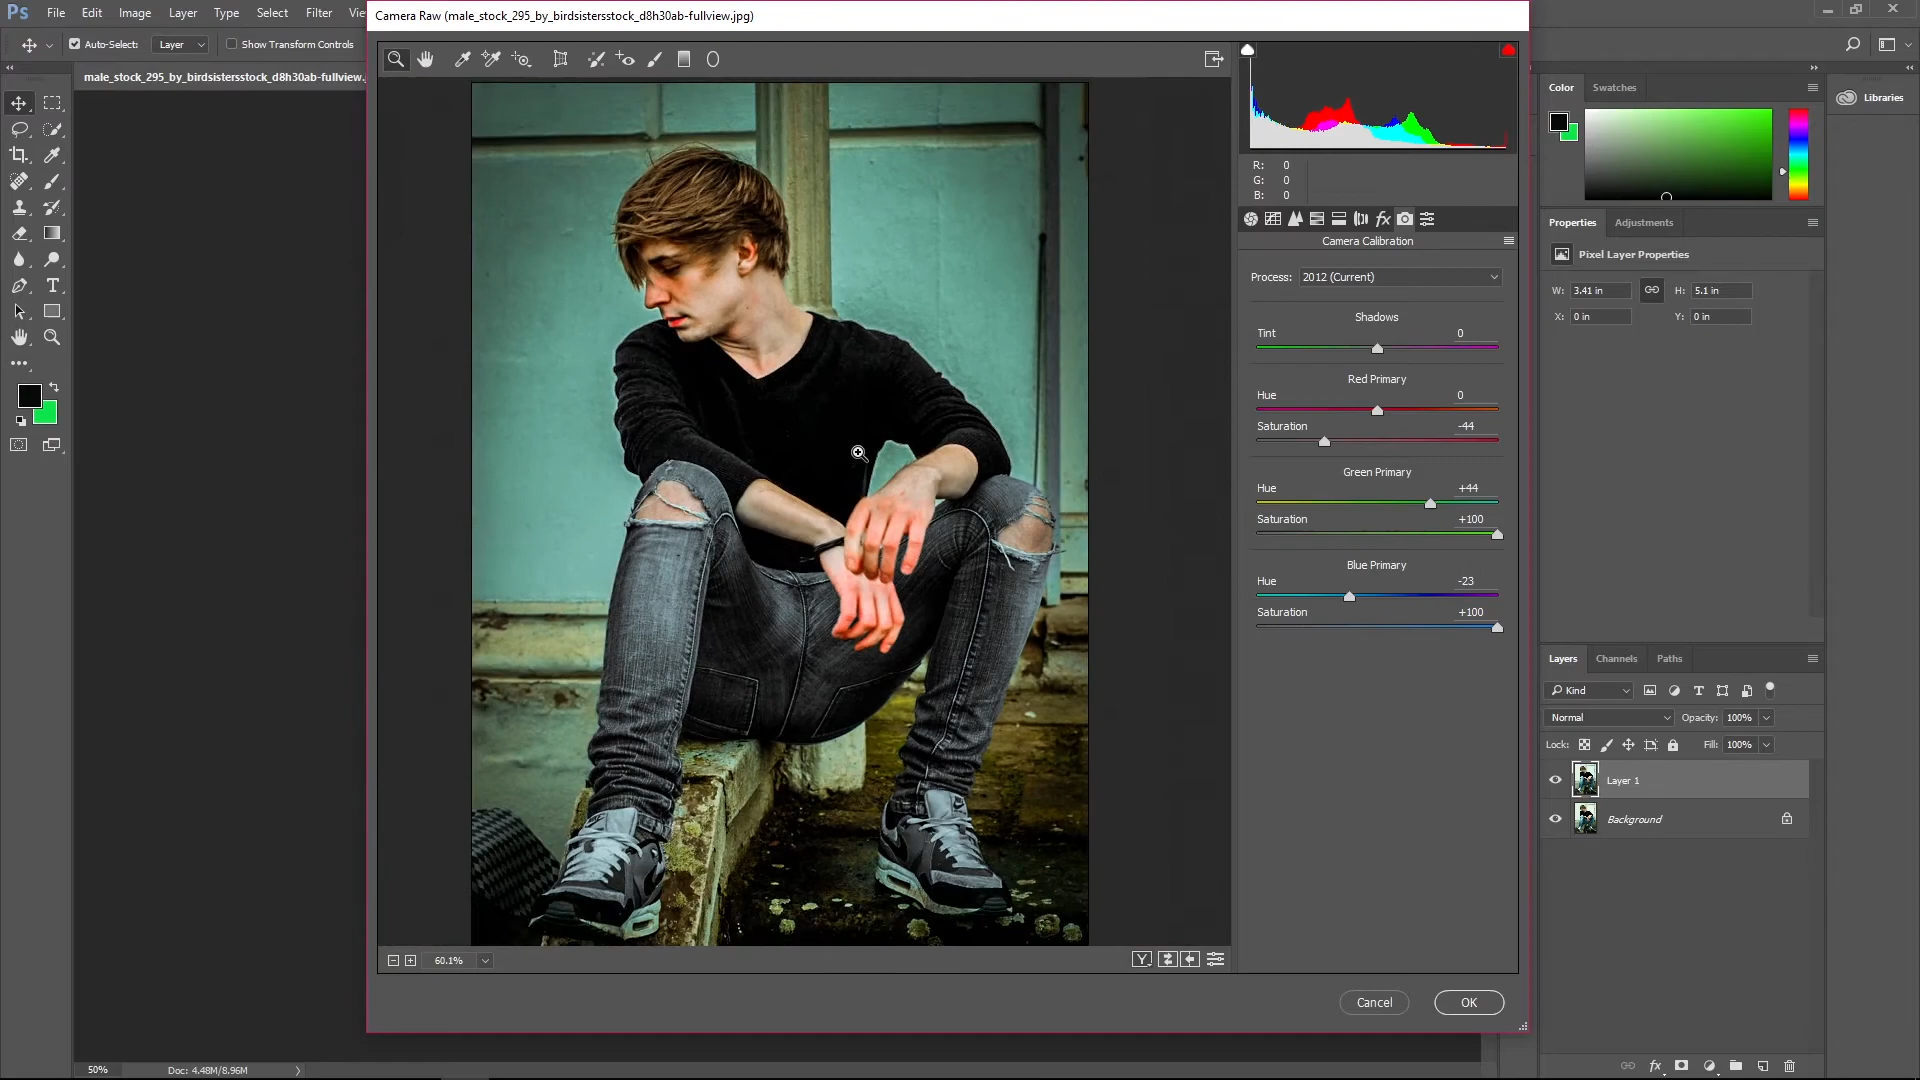 Ps File Edit Image Layer Type Select Filter
Camera Raw (male_stock_295_by_birdsistersstock_d8h30ab-fullview.jpg)
Auto-Select: Layer Show Transform Controls
male_stock_295_by_birdsistersstock_d8h30ab-fullview.
R: 0
G: 0
B: 0
Camera Calibration
Process: 2012 (Current)
Shadows
Tint 0
Red Primary
Hue 0
Saturation -44
Green Primary
Hue +44
Saturation +100
Blue Primary
Hue -23
Saturation +100
60.1%
Y
Cancel OK
50% Doc: 4.48M/8.96M
Color Swatches
Libraries
Properties Adjustments
Pixel Layer Properties
W: 3.41 in H: 5.1 in
X: 0 in Y: 0 in
Layers Channels Paths
Kind
Normal Opacity: 100%
Lock: Fill: 100%
Layer 1
Background
fx